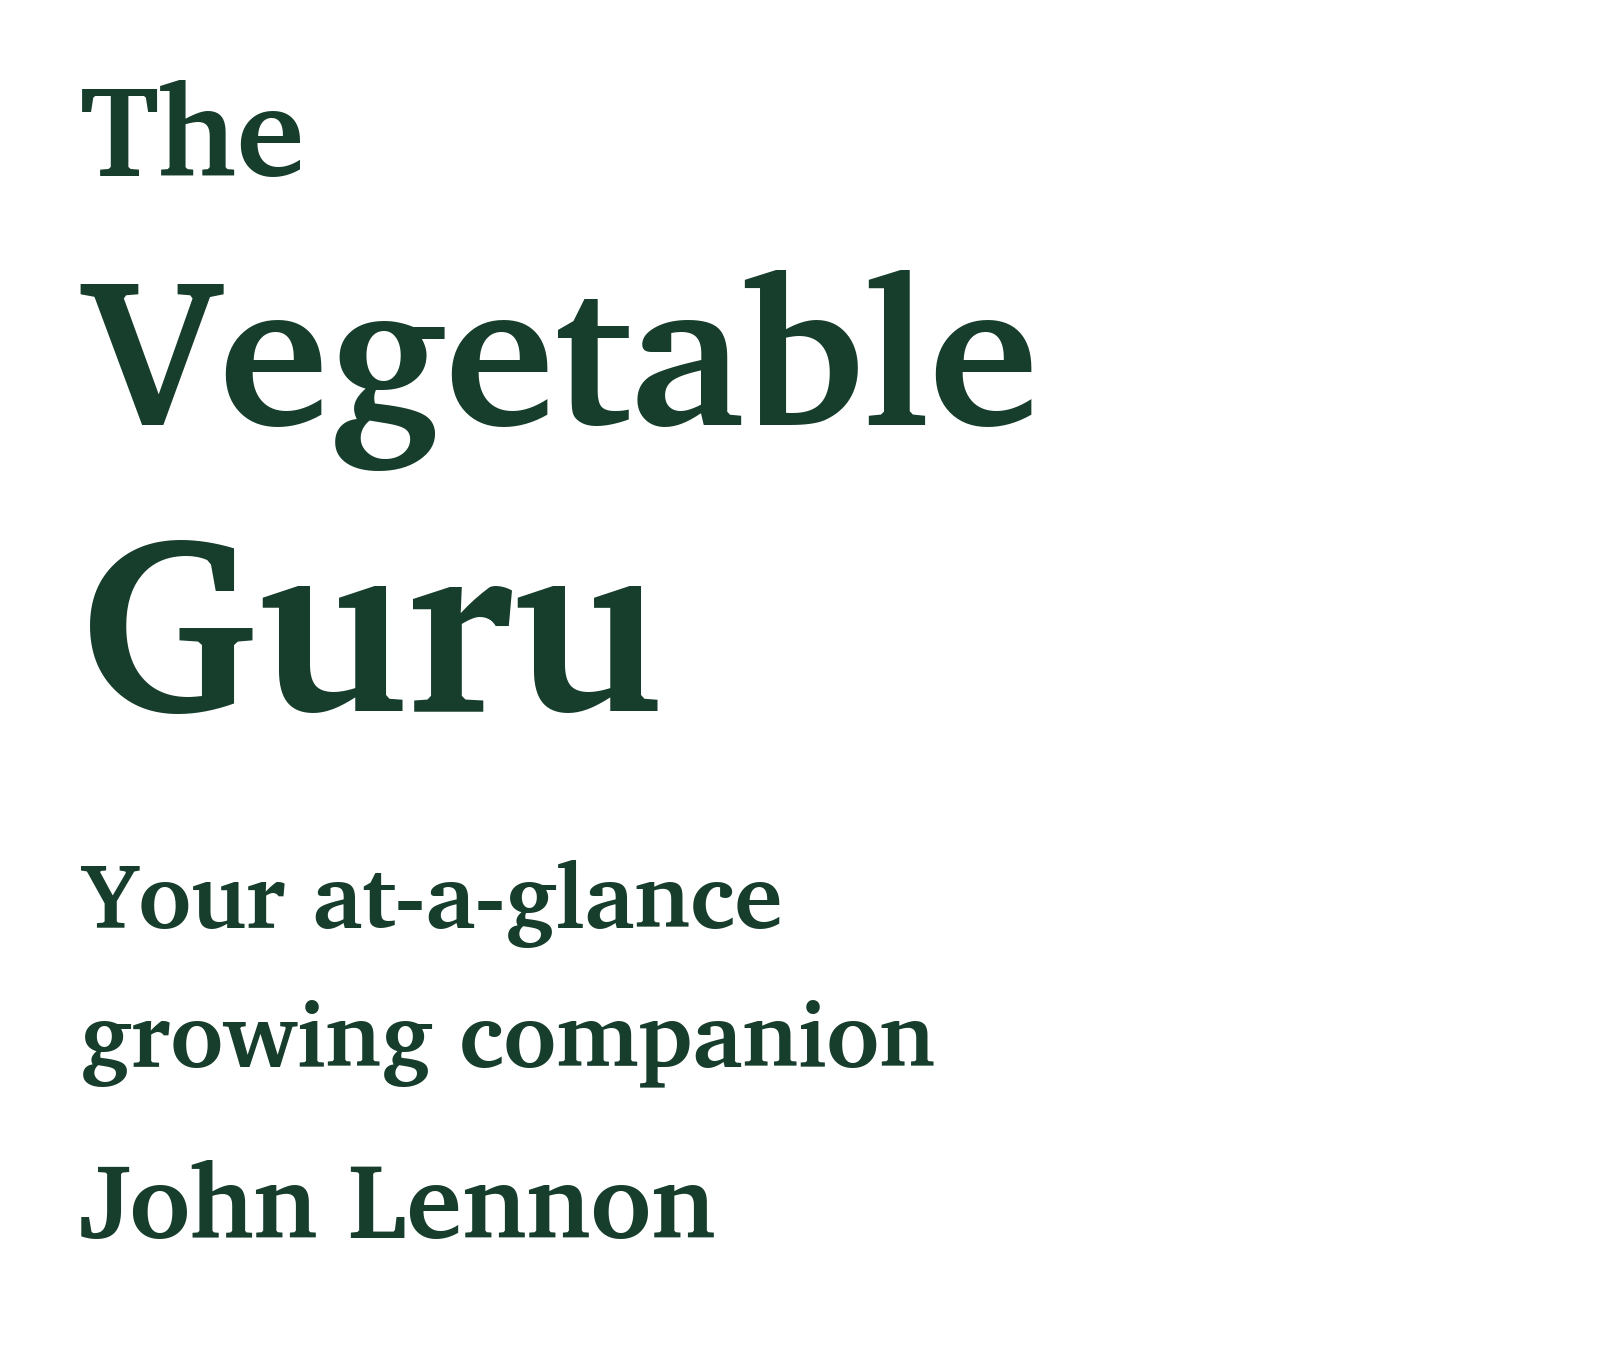 The
Vegetable
Guru
Your at-a-glance
growing companion
John Lennon